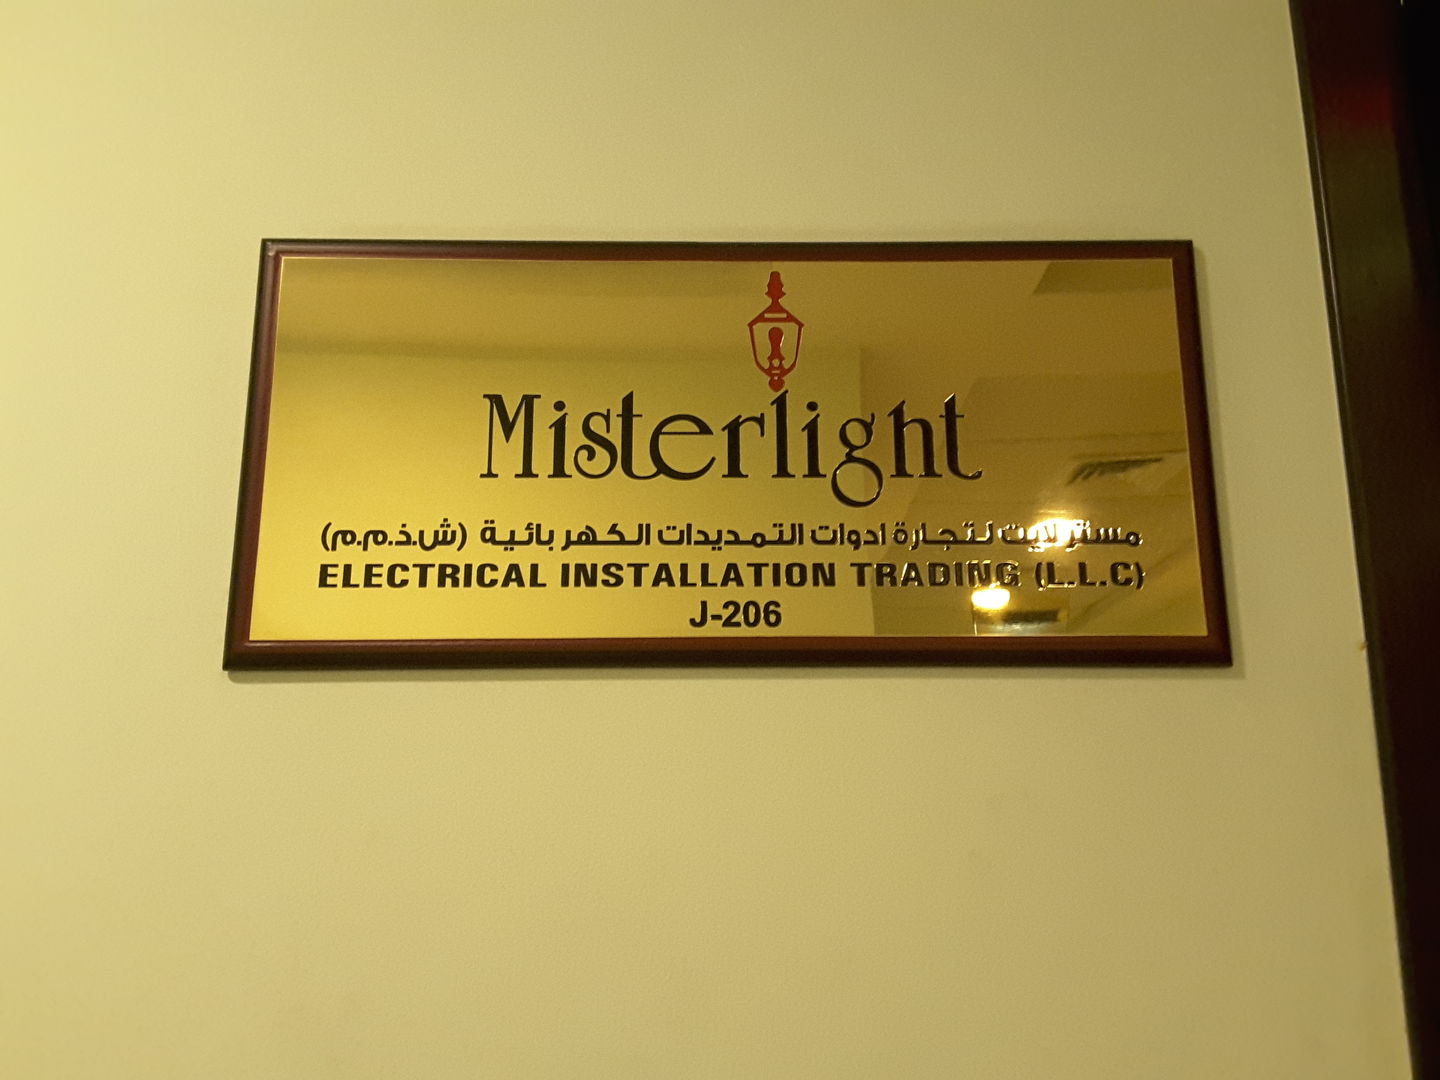 Misterlight
مستر لايت لتجارة ادوات التمديدات الكهربائية (ش.ذ.م.م)
ELECTRICAL INSTALLATION TRADING (L.L.C)
J-206